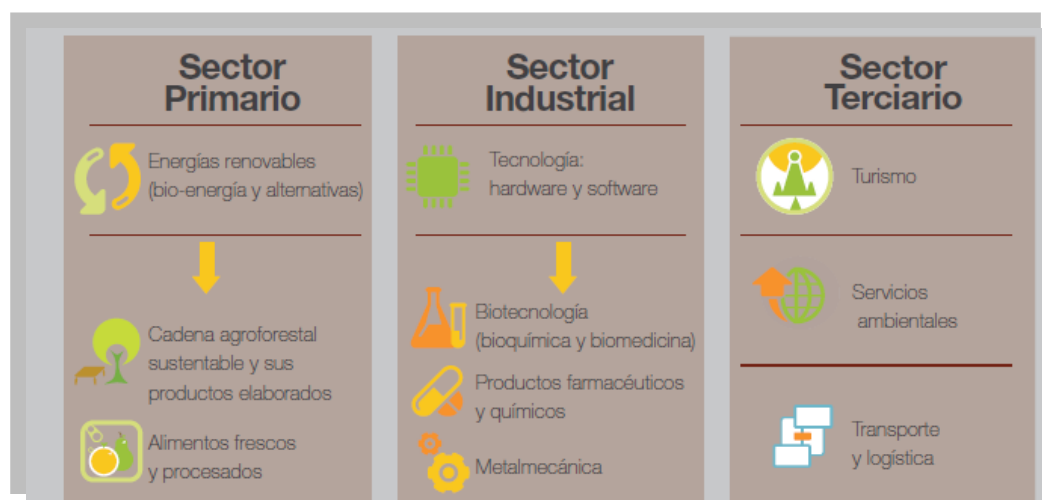 Sector
Primario
Energías renovables
(bio-energía y alternativas)
Cadena agroforestal
sustentable y sus
productos elaborados
Alimentos frescos
y procesados
Sector
Industrial
Tecnología:
hardware y software
Biotecnología
(bioquímica y biomedicina)
Productos farmacéuticos
y químicos
Metalmecánica
Sector
Terciario
Turismo
Servicios
ambientales
Transporte
y logística